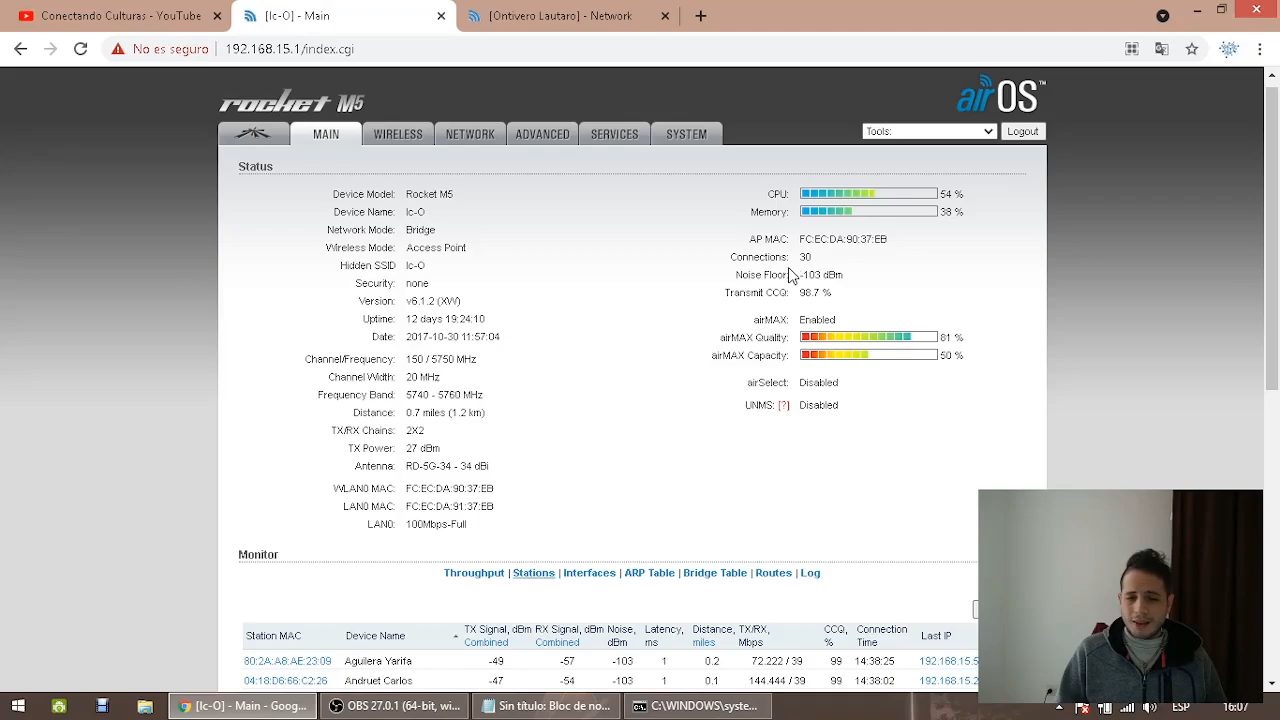 Conectando Culturas - YouTube
[lc-O] - Main
[Ontivero Lautaro] - Network
No es seguro
192.168.15.1/index.cgi
rocket M5
airOS™
MAIN
WIRELESS
NETWORK
ADVANCED
SERVICES
SYSTEM
Tools:
Logout
Status
Device Model: Rocket M5
Device Name: lc-O
Network Mode: Bridge
Wireless Mode: Access Point
Hidden SSID lc-O
Security: none
Version: v6.1.2 (XW)
Uptime: 12 days 19:24:10
Date: 2017-10-30 11:57:04
Channel/Frequency: 150 / 5750 MHz
Channel Width: 20 MHz
Frequency Band: 5740 - 5760 MHz
Distance: 0.7 miles (1.2 km)
TX/RX Chains: 2X2
TX Power: 27 dBm
Antenna: RD-5G-34 - 34 dBi
WLAN0 MAC: FC:EC:DA:90:37:EB
LAN0 MAC: FC:EC:DA:91:37:EB
LAN0: 100Mbps-Full
CPU: 54 %
Memory: 38 %
AP MAC: FC:EC:DA:90:37:EB
Connections: 30
Noise Floor: -103 dBm
Transmit CCQ: 98.7 %
airMAX: Enabled
airMAX Quality: 81 %
airMAX Capacity: 50 %
airSelect: Disabled
UNMS: [?] Disabled
Monitor
Throughput | Stations | Interfaces | ARP Table | Bridge Table | Routes | Log
Station MAC Device Name TX Signal, dBm Combined RX Signal, dBm Combined Noise, dBm Latency, ms Distance, miles TX/RX, Mbps CCQ, % Connection Time Last IP
80:2A:A8:AE:23:09 Aguilera Yarifa -49 -57 -103 1 0.2 72.222 / 39 99 14:38:25 192.168.15.5
04:18:D6:66:C2:26 Andruet Carlos -47 -54 -103 1 0.1 144.444 / 39 99 14:38:02 192.168.15.2
[lc-O] - Main - Goog...
OBS 27.0.1 (64-bit, w...
Sin título: Bloc de no...
C:\WINDOWS\syste...